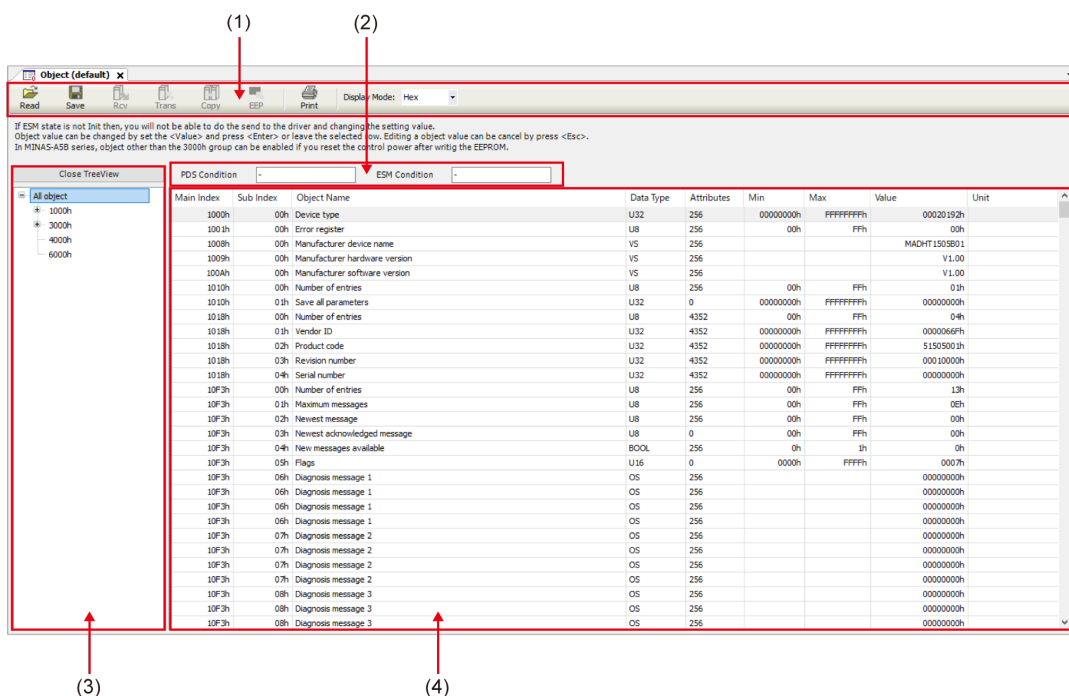 (1)
(2)
Object (default) x
Read Save Rcv Trans Copy EEP Print Display Mode: Hex
If ESM state is not Init then, you will not be able to do the send to the driver and changing the setting value.
Object value can be changed by set the <Value> and press <Enter> or leave the selected row. Editing a object value can be cancel by press <Esc>.
In MINAS-A5B series, object other than the 3000h group can be enabled if you reset the control power after writig the EEPROM.
Close TreeView
PDS Condition - ESM Condition -
All object
1000h
3000h
4000h
6000h
Main Index Sub Index Object Name Data Type Attributes Min Max Value Unit
1000h 00h Device type U32 256 00000000h FFFFFFFFh 00020192h
1001h 00h Error register U8 256 00h FFh 00h
1008h 00h Manufacturer device name VS 256 MADHT1505B01
1009h 00h Manufacturer hardware version VS 256 V1.00
100Ah 00h Manufacturer software version VS 256 V1.00
1010h 00h Number of entries U8 256 00h FFh 01h
1010h 01h Save all parameters U32 0 00000000h FFFFFFFFh 00000000h
1018h 00h Number of entries U8 4352 00h FFh 04h
1018h 01h Vendor ID U32 4352 00000000h FFFFFFFFh 0000066Fh
1018h 02h Product code U32 4352 00000000h FFFFFFFFh 51505001h
1018h 03h Revision number U32 4352 00000000h FFFFFFFFh 00010000h
1018h 04h Serial number U32 4352 00000000h FFFFFFFFh 00000000h
10F3h 00h Number of entries U8 256 00h FFh 13h
10F3h 01h Maximum messages U8 256 00h FFh 0Eh
10F3h 02h Newest message U8 256 00h FFh 00h
10F3h 03h Newest acknowledged message U8 0 00h FFh 00h
10F3h 04h New messages available BOOL 256 0h 1h 0h
10F3h 05h Flags U16 0 0000h FFFFh 0007h
10F3h 06h Diagnosis message 1 OS 256 00000000h
10F3h 06h Diagnosis message 1 OS 256 00000000h
10F3h 06h Diagnosis message 1 OS 256 00000000h
10F3h 06h Diagnosis message 1 OS 256 00000000h
10F3h 07h Diagnosis message 2 OS 256 00000000h
10F3h 07h Diagnosis message 2 OS 256 00000000h
10F3h 07h Diagnosis message 2 OS 256 00000000h
10F3h 07h Diagnosis message 2 OS 256 00000000h
10F3h 08h Diagnosis message 3 OS 256 00000000h
10F3h 08h Diagnosis message 3 OS 256 00000000h
10F3h 08h Diagnosis message 3 OS 256 00000000h
(3)
(4)